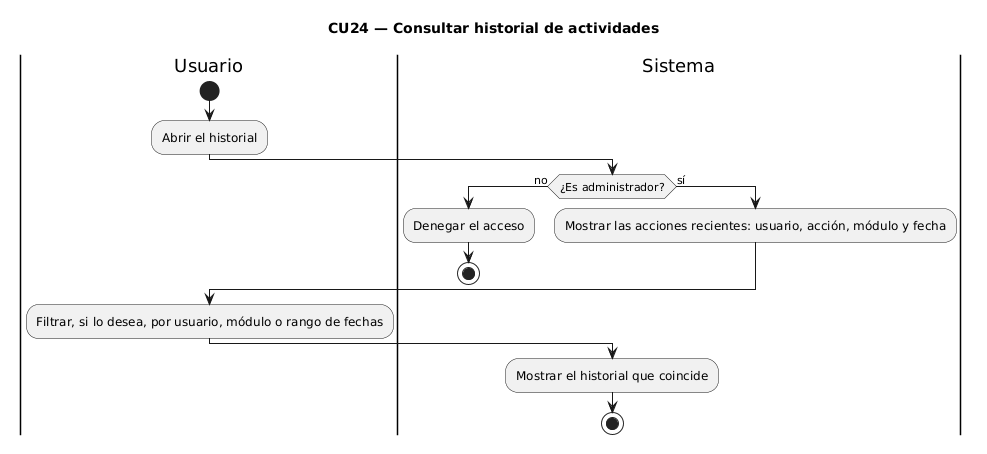 CU24 — Consultar historial de actividades
Usuario
Sistema
Abrir el historial
¿Es administrador?
no
sí
Denegar el acceso
Mostrar las acciones recientes: usuario, acción, módulo y fecha
Filtrar, si lo desea, por usuario, módulo o rango de fechas
Mostrar el historial que coincide